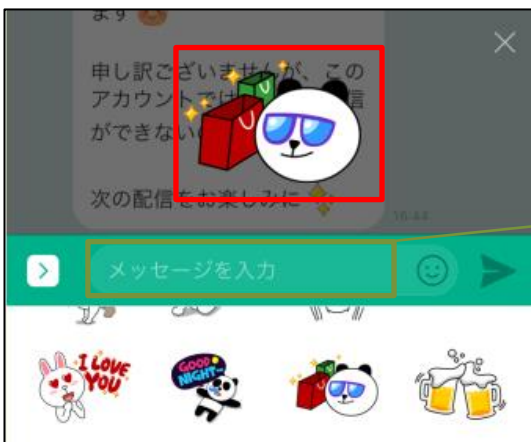 ます
申し訳ございませんが、この
アカウントでは
信
ができない
次の配信をお楽しみに
16:44
メッセージを入力
I LOVE
YOU
GOOD
NIGHT~